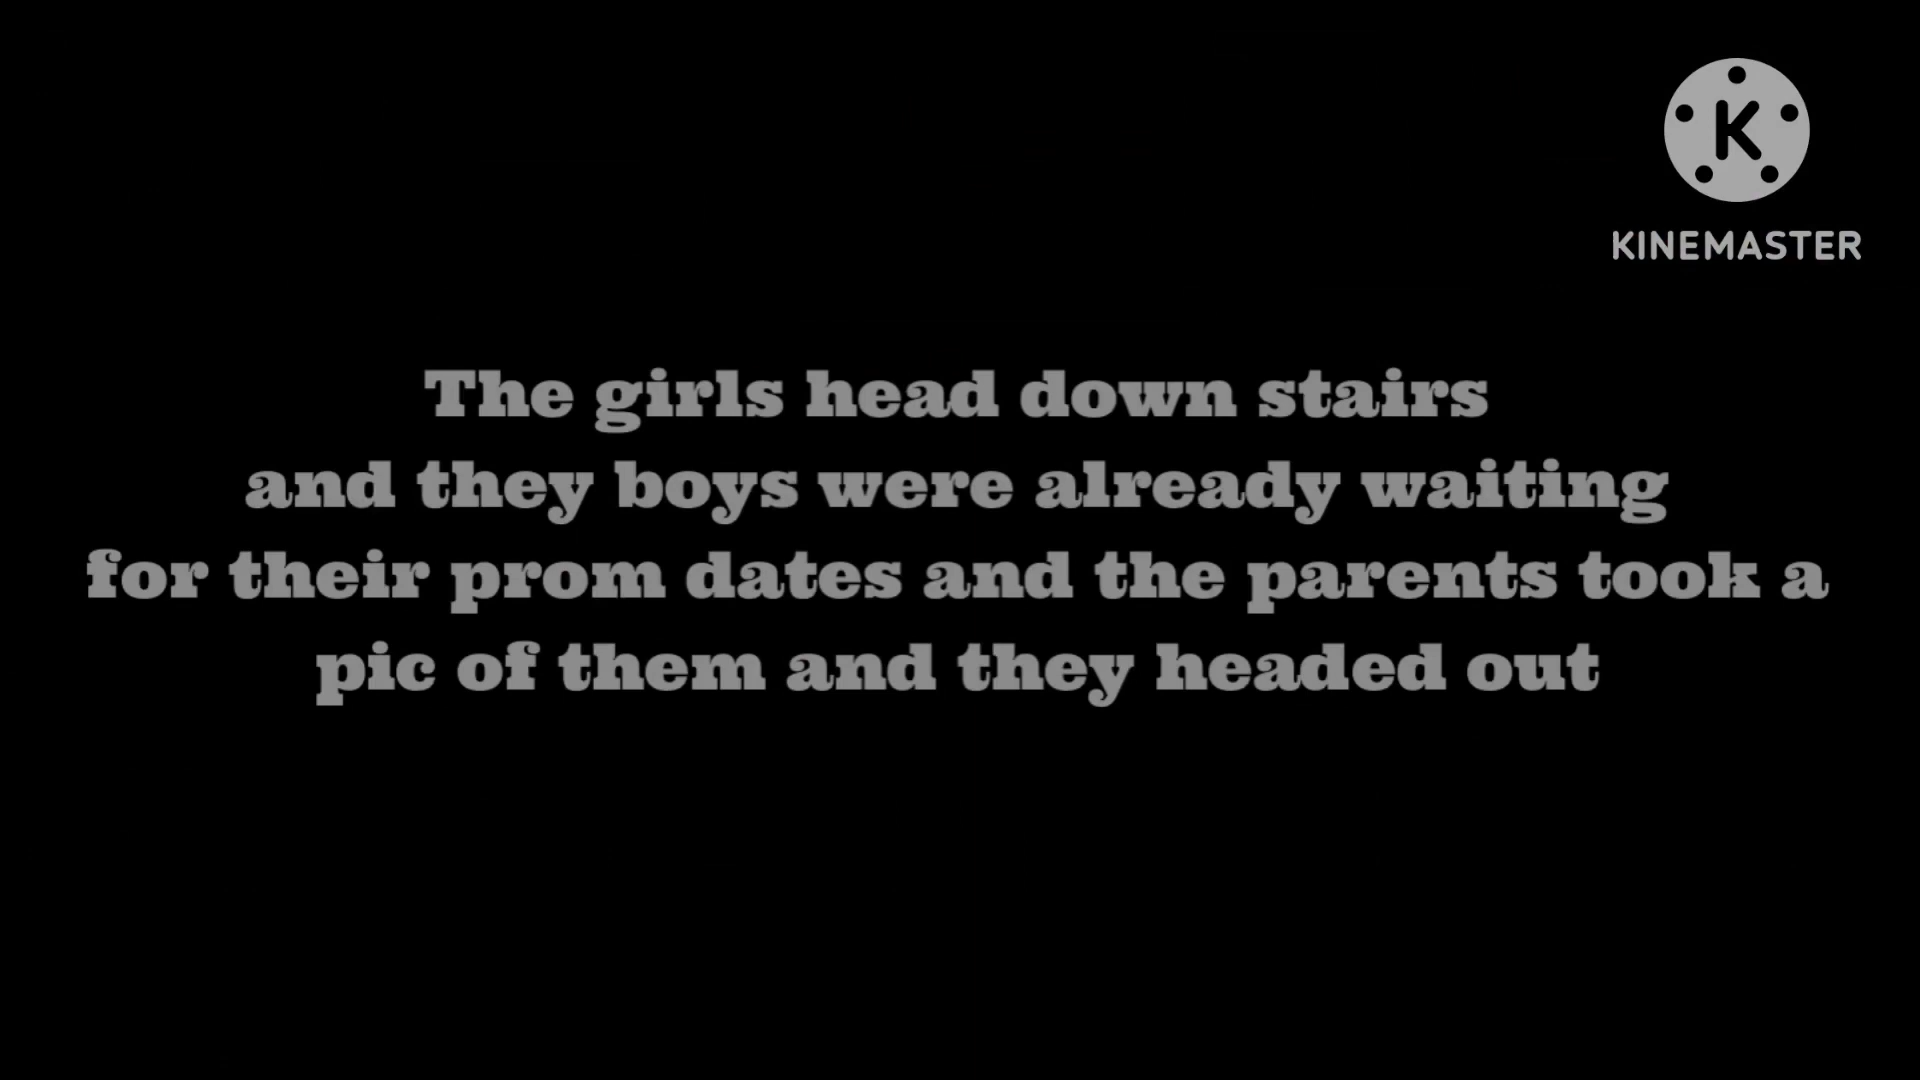 K
KINEMASTER
The girls head down stairs
and they boys were already waiting
for their prom dates and the parents took a
pic of them and they headed out